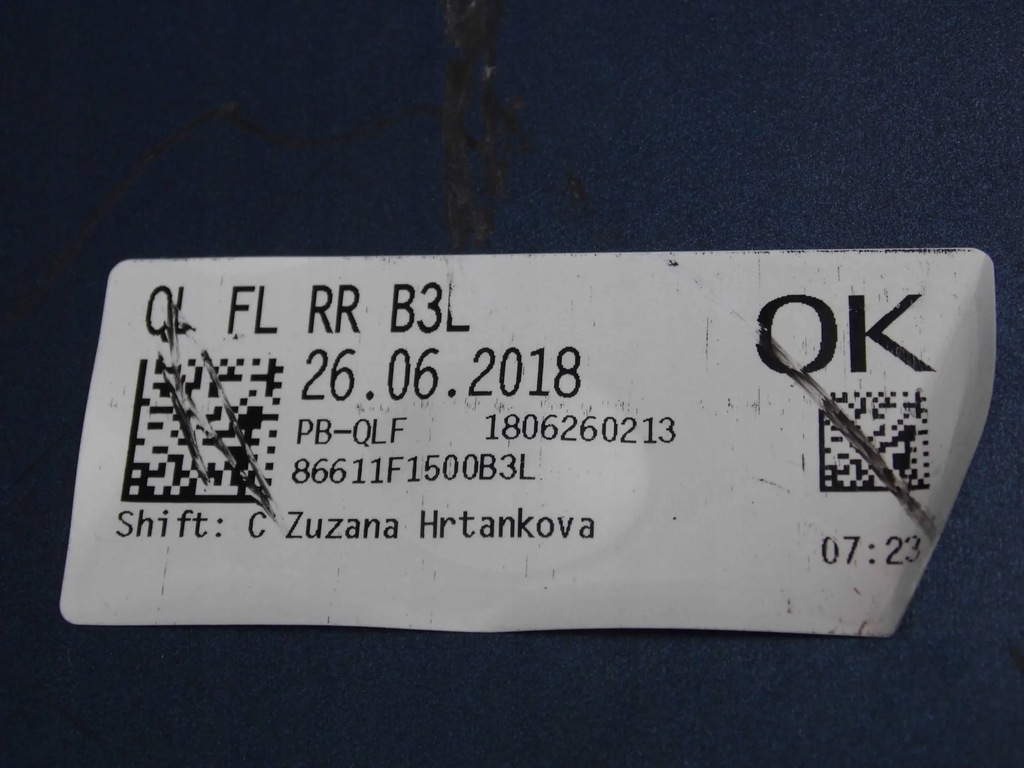 QL FL RR B3L
OK
26.06.2018
PB-QLF 1806260213
86611F1500B3L
Shift: C Zuzana Hrtankova
07:23